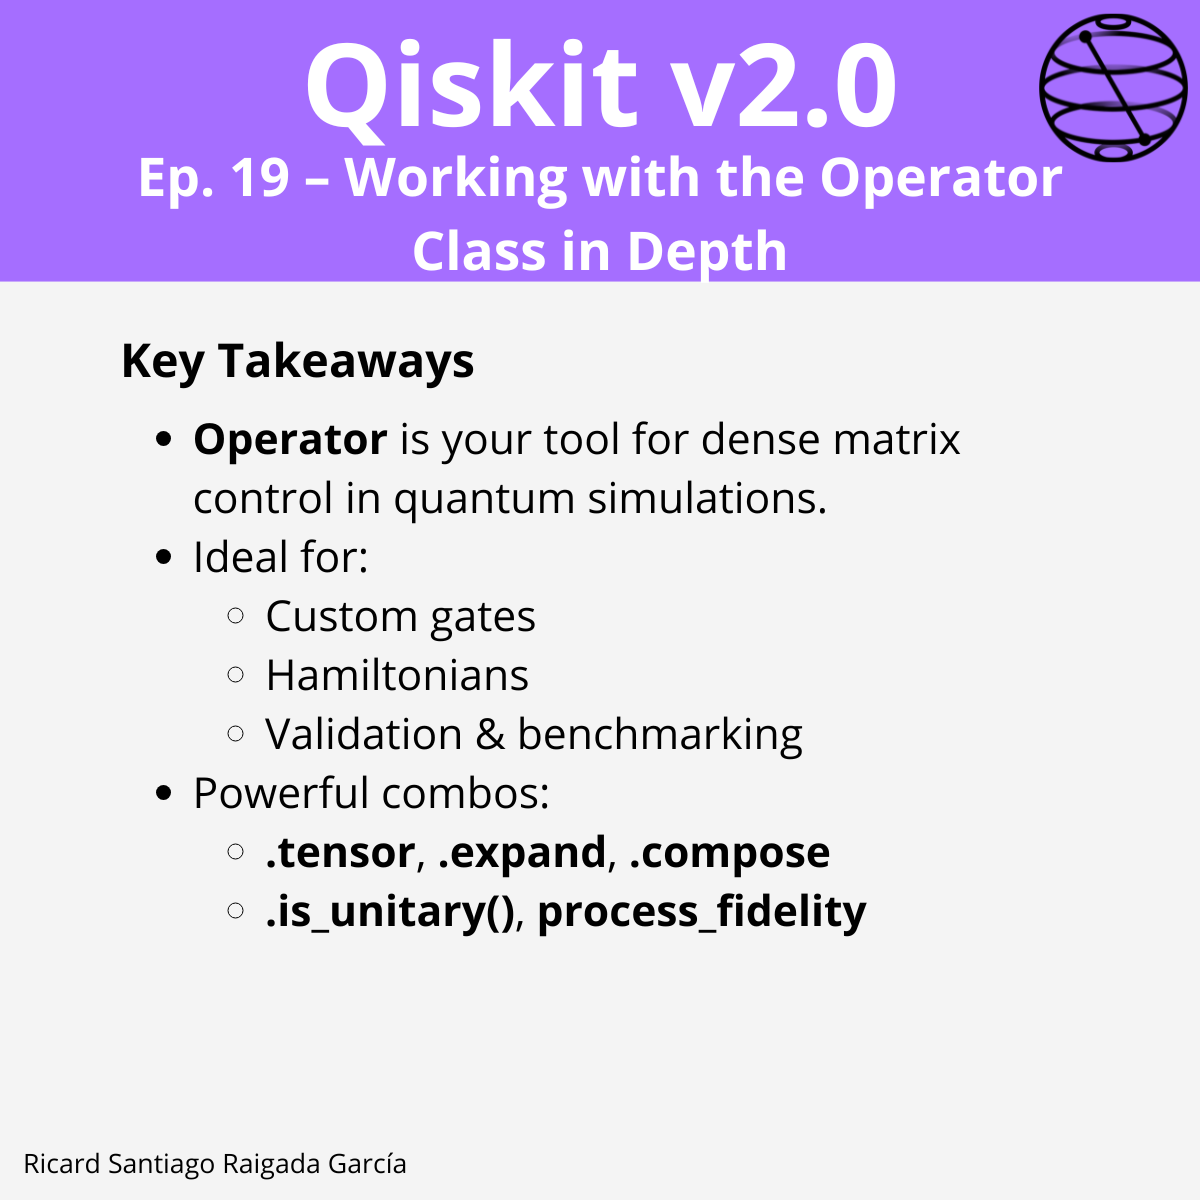 Qiskit v2.0
Ep. 19 – Working with the Operator
Class in Depth
Key Takeaways
• Operator is your tool for dense matrix
control in quantum simulations.
• Ideal for:
○ Custom gates
○ Hamiltonians
○ Validation & benchmarking
• Powerful combos:
○ .tensor, .expand, .compose
○ .is_unitary(), process_fidelity
Ricard Santiago Raigada García